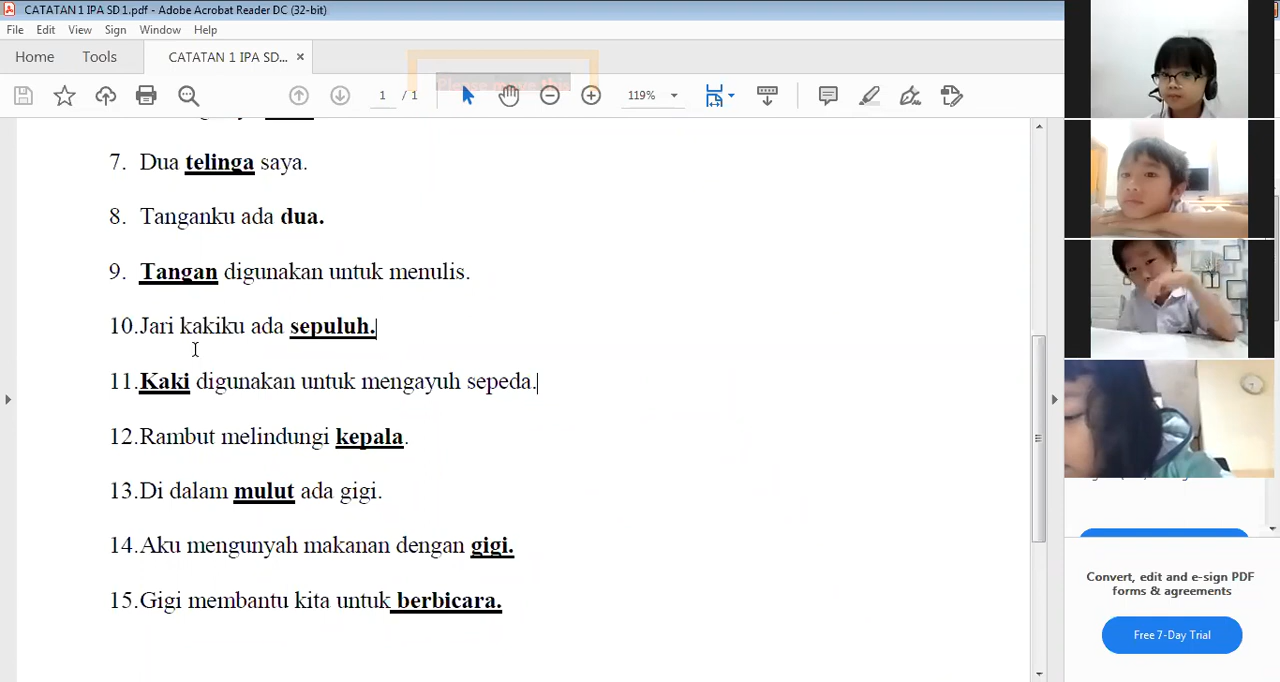 CATATAN 1 IPA SD 1.pdf - Adobe Acrobat Reader DC (32-bit)
File Edit View Sign Window Help
Home Tools CATATAN 1 IPA SD... ×
Please move this
1 / 1 119%
7. Dua telinga saya.
8. Tanganku ada dua.
9. Tangan digunakan untuk menulis.
10.Jari kakiku ada sepuluh.
11.Kaki digunakan untuk mengayuh sepeda.
12.Rambut melindungi kepala.
13.Di dalam mulut ada gigi.
14.Aku mengunyah makanan dengan gigi.
15.Gigi membantu kita untuk berbicara.
Convert, edit and e-sign PDF
forms & agreements
Free 7-Day Trial